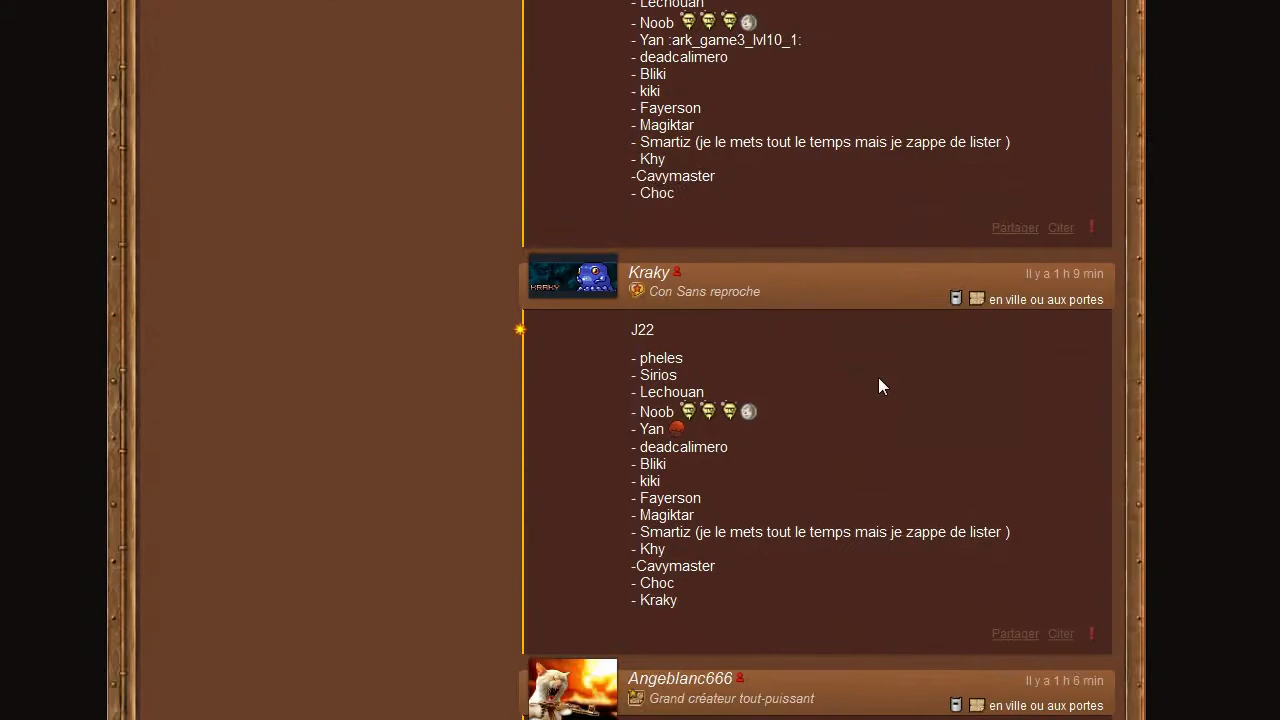 - Lechouan
- Noob
- Yan :ark_game3_lvl10_1:
- deadcalimero
- Bliki
- kiki
- Fayerson
- Magiktar
- Smartiz (je le mets tout le temps mais je zappe de lister )
- Khy
-Cavymaster
- Choc
Partager Citer !
KRAKY
Kraky
Il y a 1 h 9 min
Con Sans reproche
en ville ou aux portes
J22
- pheles
- Sirios
- Lechouan
- Noob
- Yan
- deadcalimero
- Bliki
- kiki
- Fayerson
- Magiktar
- Smartiz (je le mets tout le temps mais je zappe de lister )
- Khy
-Cavymaster
- Choc
- Kraky
Partager Citer !
Angeblanc666
Il y a 1 h 6 min
Grand créateur tout-puissant
en ville ou aux portes